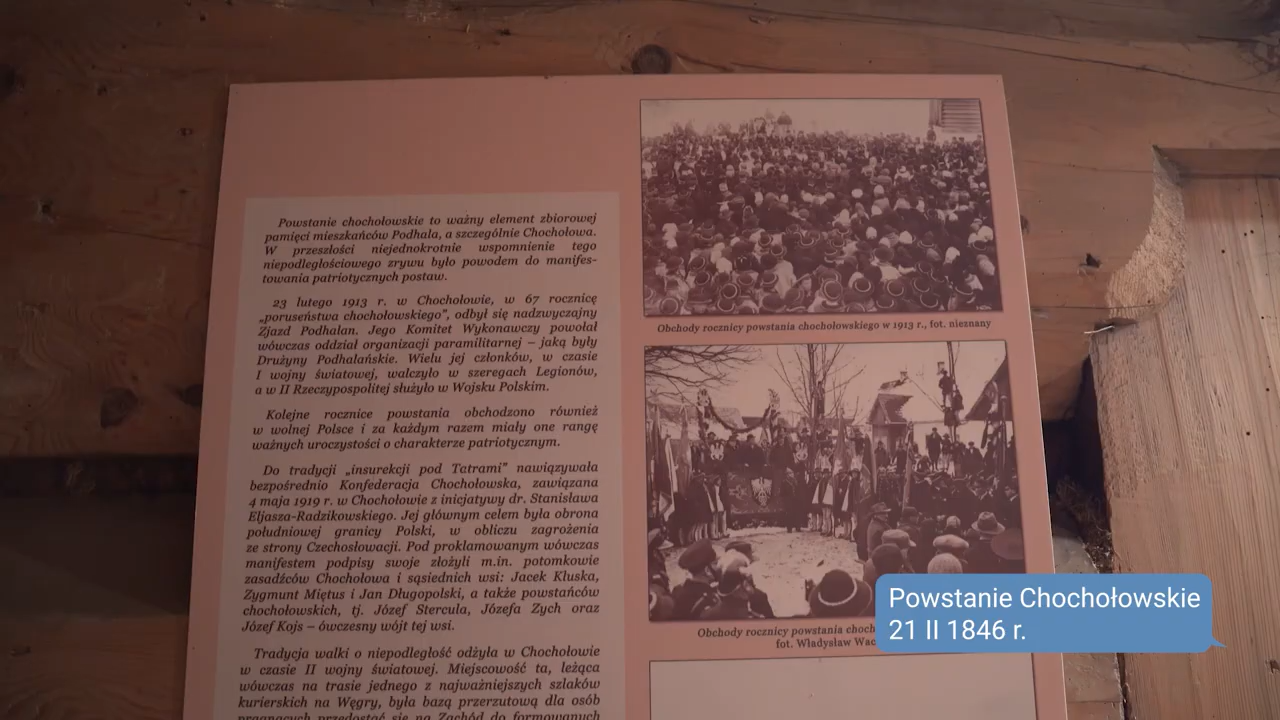 Powstanie chochołowskie to ważny element zbiorowej
pamięci mieszkańców Podhala, a szczególnie Chochołowa.
W przeszłości niejednokrotnie wspomnienie tego
niepodległościowego zrywu było powodem do manifes-
towania patriotycznych postaw.
23 lutego 1913 r. w Chochołowie, w 67 rocznicę
„poruseństwa chochołowskiego”, odbył się nadzwyczajny
Zjazd Podhalan. Jego Komitet Wykonawczy powołał
wówczas oddział organizacji paramilitarnej – jaką były
Drużyny Podhalańskie. Wielu jej członków, w czasie
I wojny światowej, walczyło w szeregach Legionów,
a w II Rzeczypospolitej służyło w Wojsku Polskim.
Kolejne rocznice powstania obchodzono również
w wolnej Polsce i za każdym razem miały one rangę
ważnych uroczystości o charakterze patriotycznym.
Do tradycji „insurekcji pod Tatrami” nawiązywała
bezpośrednio Konfederacja Chochołowska, zawiązana
4 maja 1919 r. w Chochołowie z inicjatywy dr. Stanisława
Eljasza-Radzikowskiego. Jej głównym celem była obrona
południowej granicy Polski, w obliczu zagrożenia
ze strony Czechosłowacji. Pod proklamowanym wówczas
manifestem podpisy swoje złożyli m.in. potomkowie
zasadźców Chochołowa i sąsiednich wsi: Jacek Kluska,
Zygmunt Miętus i Jan Długopolski, a także powstańców
chochołowskich, tj. Józef Stercula, Józefa Zych oraz
Józef Kojs – ówczesny wójt tej wsi.
Tradycja walki o niepodległość odżyła w Chochołowie
w czasie II wojny światowej. Miejscowość ta, leżąca
wówczas na trasie jednego z najważniejszych szlaków
kurierskich na Węgry, była bazą przerzutową dla osób
pragnących przedostać się na Zachód do formowanych
Obchody rocznicy powstania chochołowskiego w 1913 r., fot. nieznany
Obchody rocznicy powstania choch
fot. Władysław Wac
Powstanie Chochołowskie
21 II 1846 r.